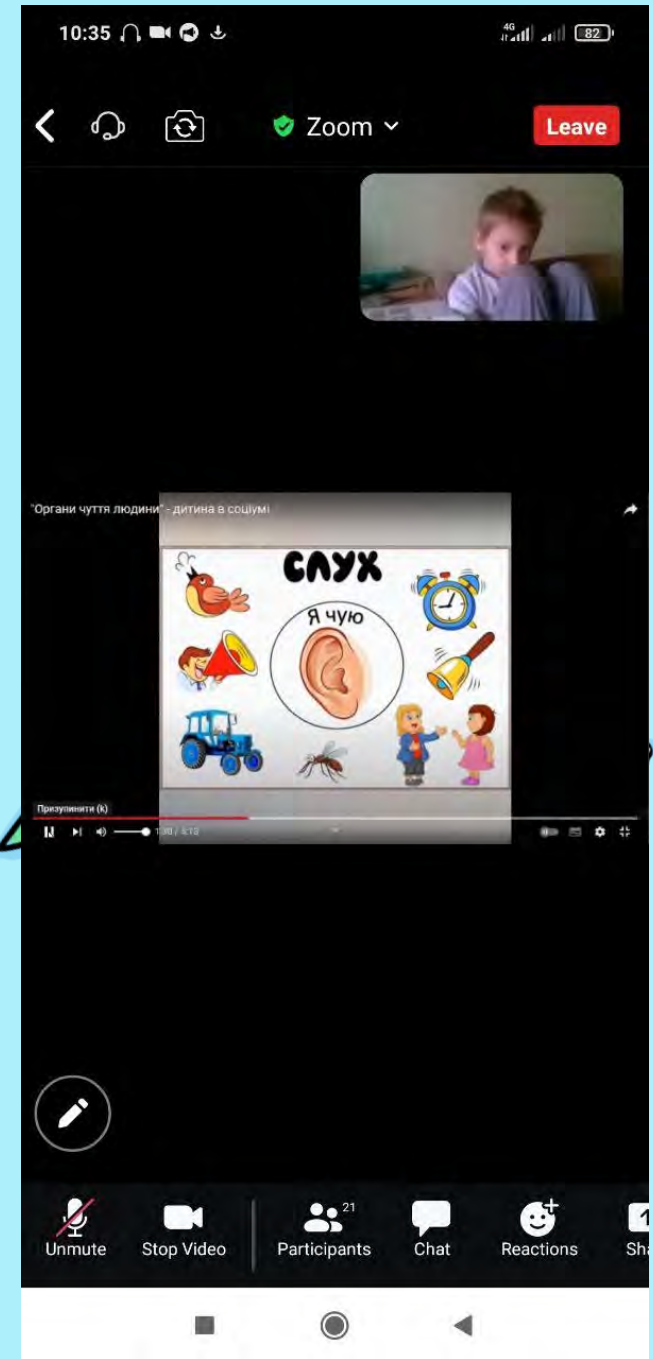 10:35
4G
82
Zoom
Leave
"Органи чуття людини" - дитина в соціумі
СЛУХ
Я чую
Призупинити (k)
21
Unmute
Stop Video
Participants
Chat
Reactions